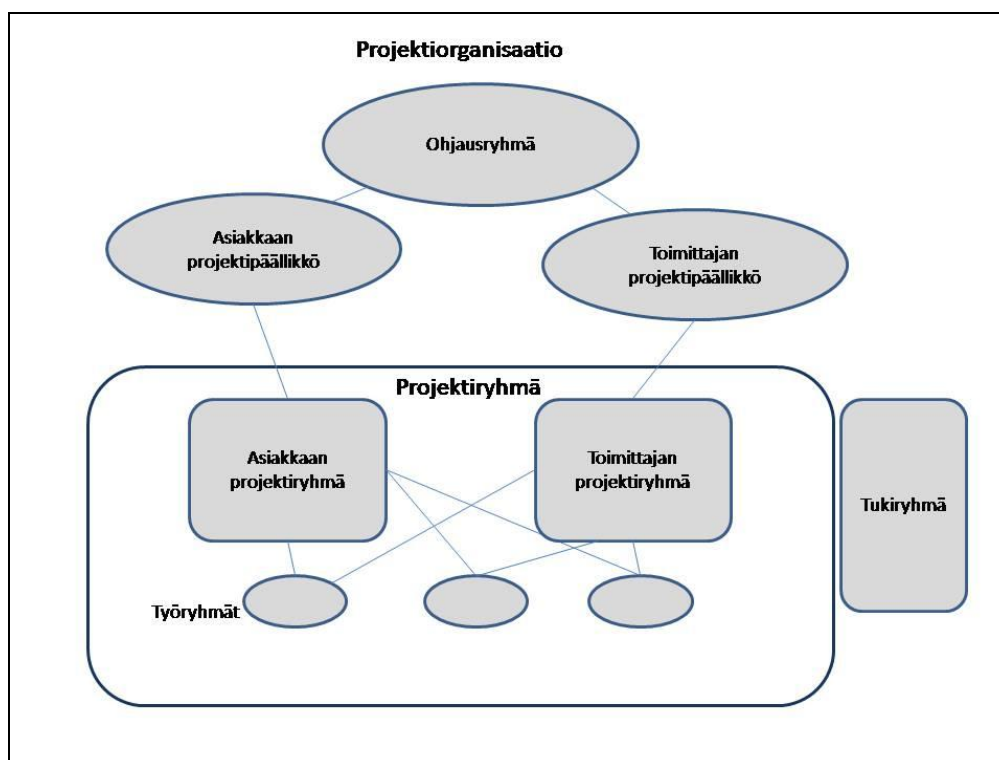 Projektiorganisaatio
Ohjausryhmä
Asiakkaan
projektipäällikkö
Toimittajan
projektipäällikkö
Projektiryhmä
Asiakkaan
projektiryhmä
Toimittajan
projektiryhmä
Tukiryhmä
Työryhmät